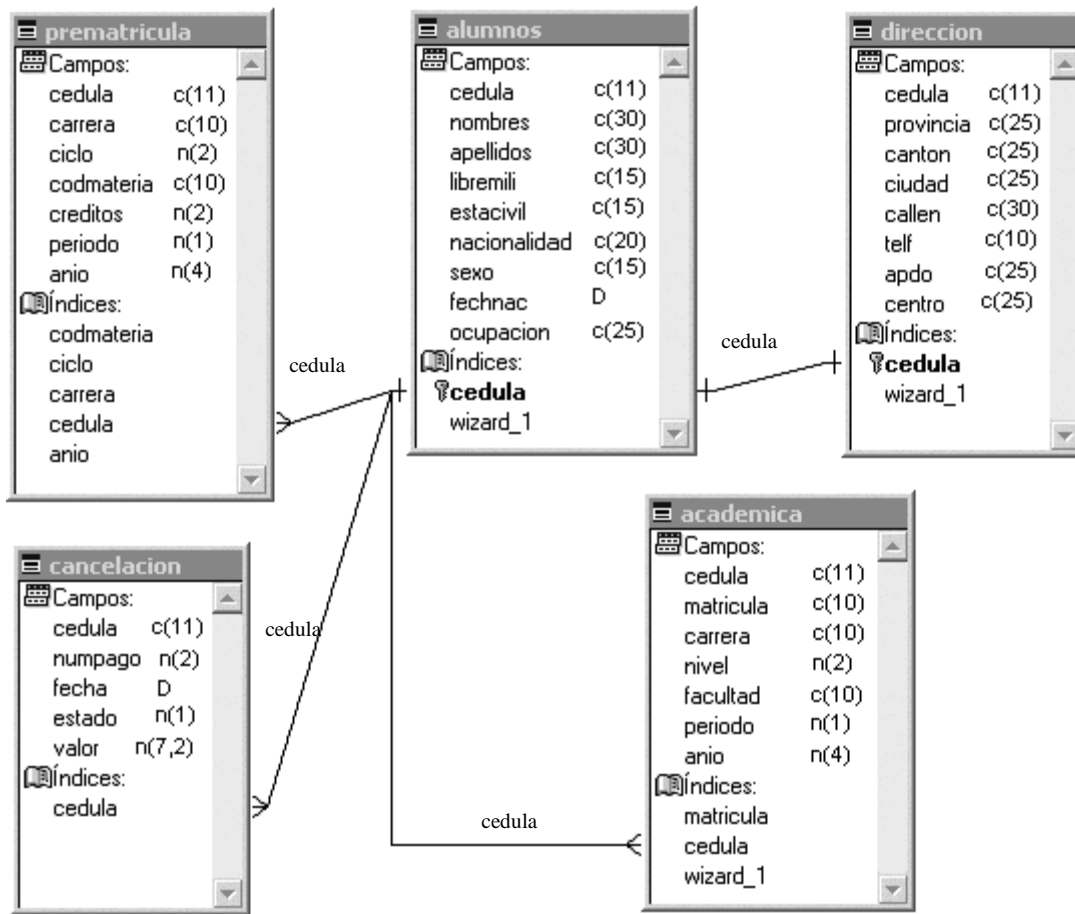 prematricula
Campos:
cedula c(11)
carrera c(10)
ciclo n(2)
codmateria c(10)
creditos n(2)
periodo n(1)
anio n(4)
Índices:
codmateria
ciclo
carrera
cedula
anio
cedula
alumnos
Campos:
cedula c(11)
nombres c(30)
apellidos c(30)
libremili c(15)
estacivil c(15)
nacionalidad c(20)
sexo c(15)
fechnac D
ocupacion c(25)
Índices:
cedula
wizard_1
cedula
direccion
Campos:
cedula c(11)
provincia c(25)
canton c(25)
ciudad c(25)
callen c(30)
telf c(10)
apdo c(25)
centro c(25)
Índices:
cedula
wizard_1
cancelacion
Campos:
cedula c(11)
numpago n(2)
fecha D
estado n(1)
valor n(7,2)
Índices:
cedula
cedula
cedula
academica
Campos:
cedula c(11)
matricula c(10)
carrera c(10)
nivel n(2)
facultad c(10)
periodo n(1)
anio n(4)
Índices:
matricula
cedula
wizard_1